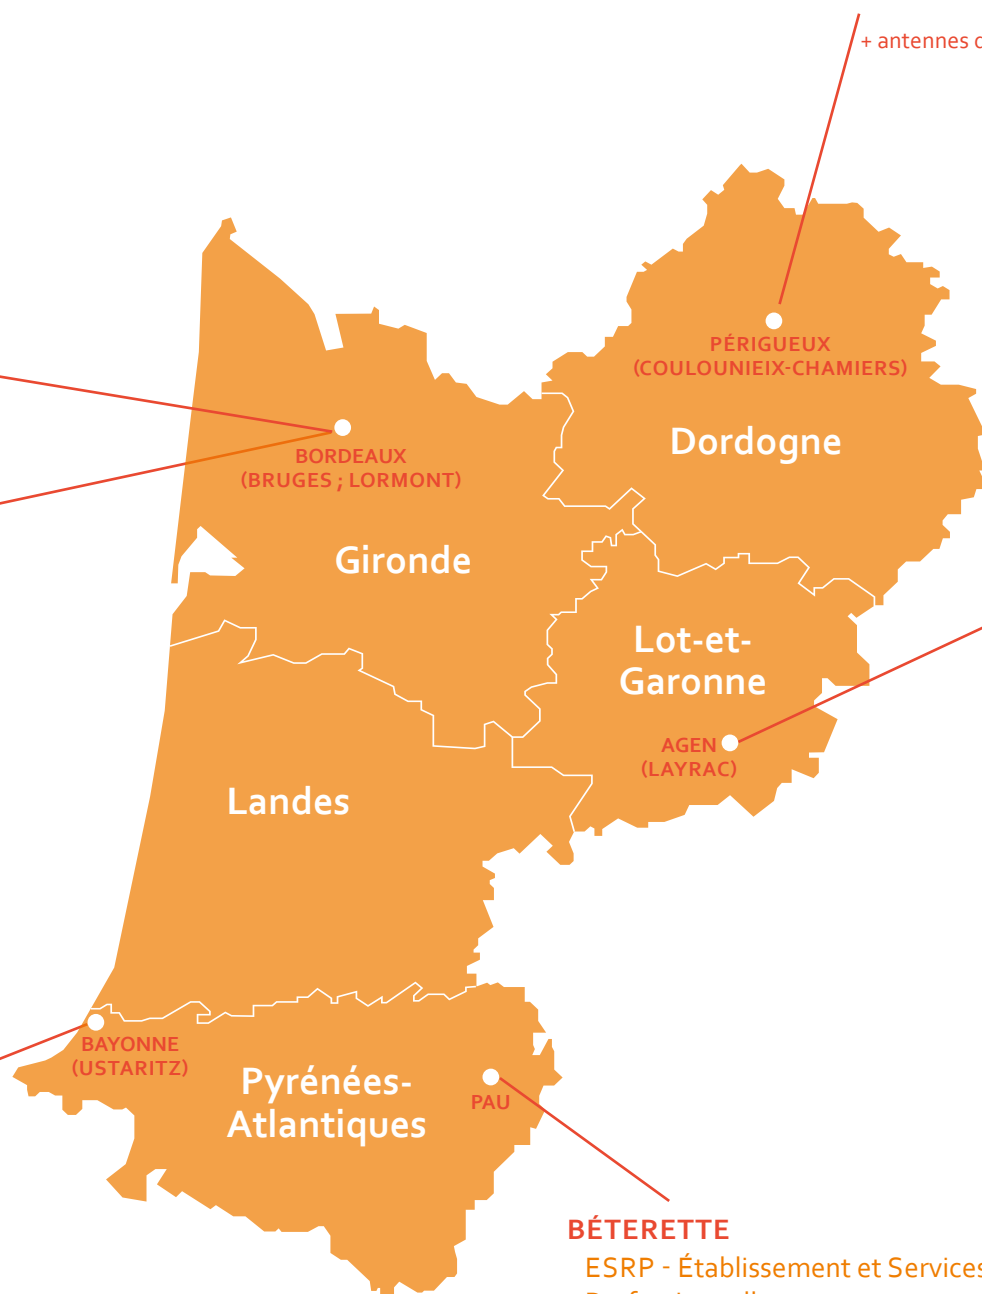 + antennes d
PÉRIGUEUX
(COULOUNIEIX-CHAMIERS)
Dordogne
BORDEAUX
(BRUGES ; LORMONT)
Gironde
Lot-et-
Garonne
AGEN
(LAYRAC)
Landes
BAYONNE
(USTARITZ)
Pyrénées-
Atlantiques
PAU
BÉTERETTE
ESRP - Établissement et Services